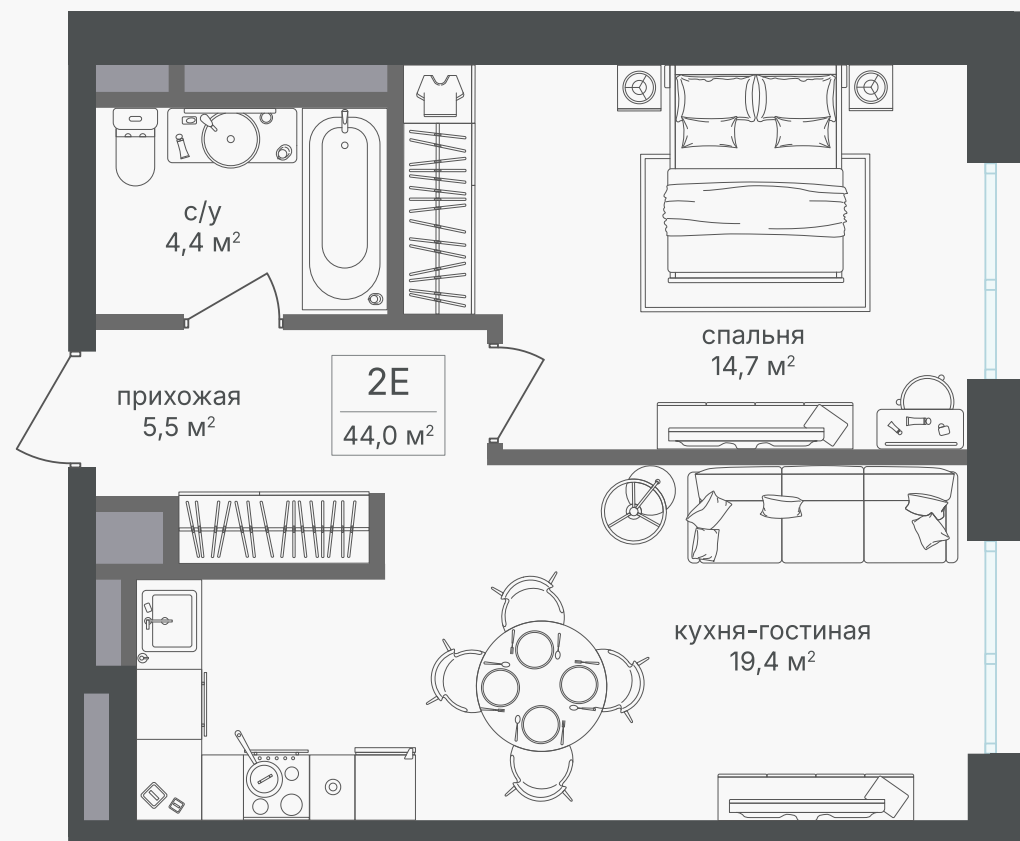 с/у
4,4 м²
спальня
14,7 м²
прихожая
5,5 м²
2Е
44,0 м²
кухня-гостиная
19,4 м²